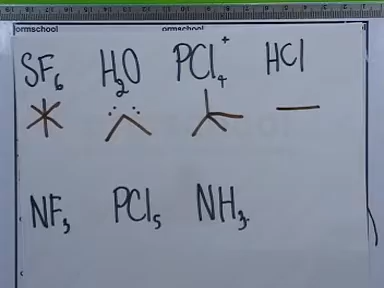 ormschool ormschool
SF₆ H₂O PCl₄⁺ HCl
NF₃ PCl₅ NH₃